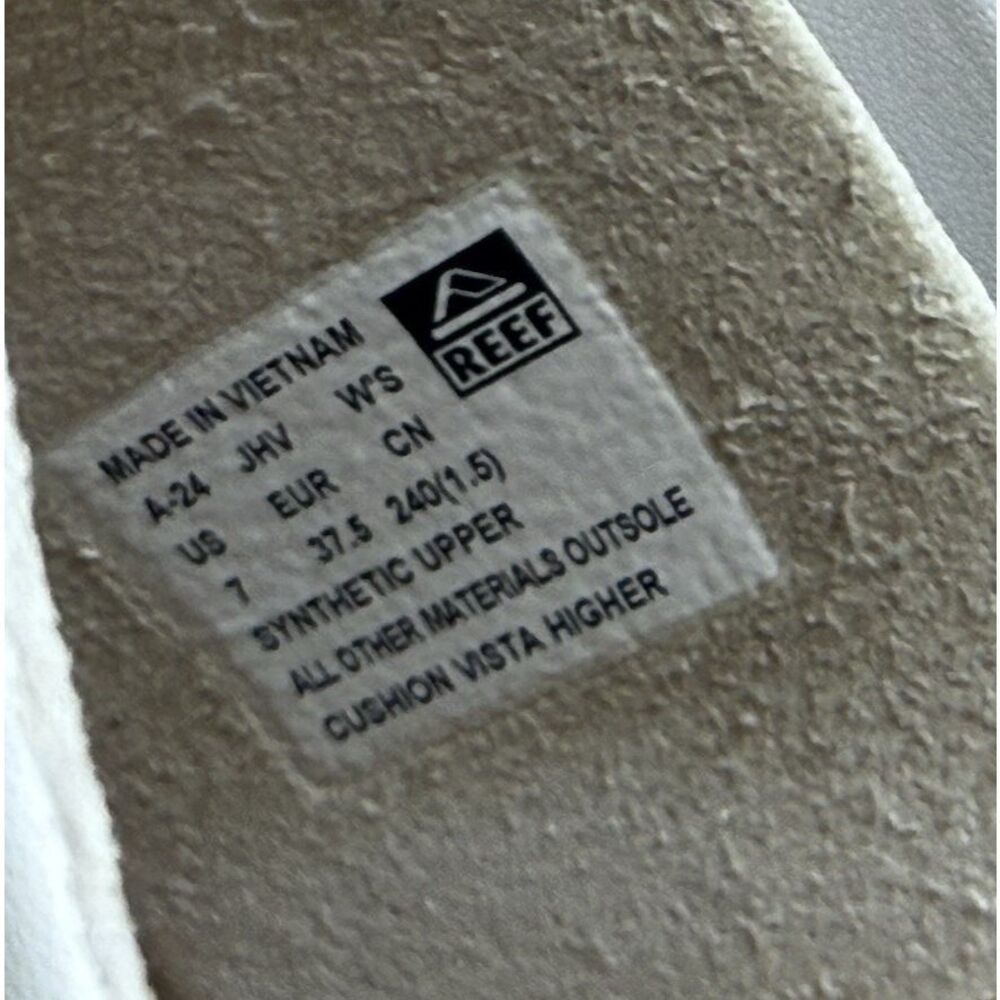 REEF
MADE IN VIETNAM
A-24 JHV W'S
US EUR CN
7 37.5 240(1.5)
SYNTHETIC UPPER
ALL OTHER MATERIALS OUTSOLE
CUSHION VISTA HIGHER